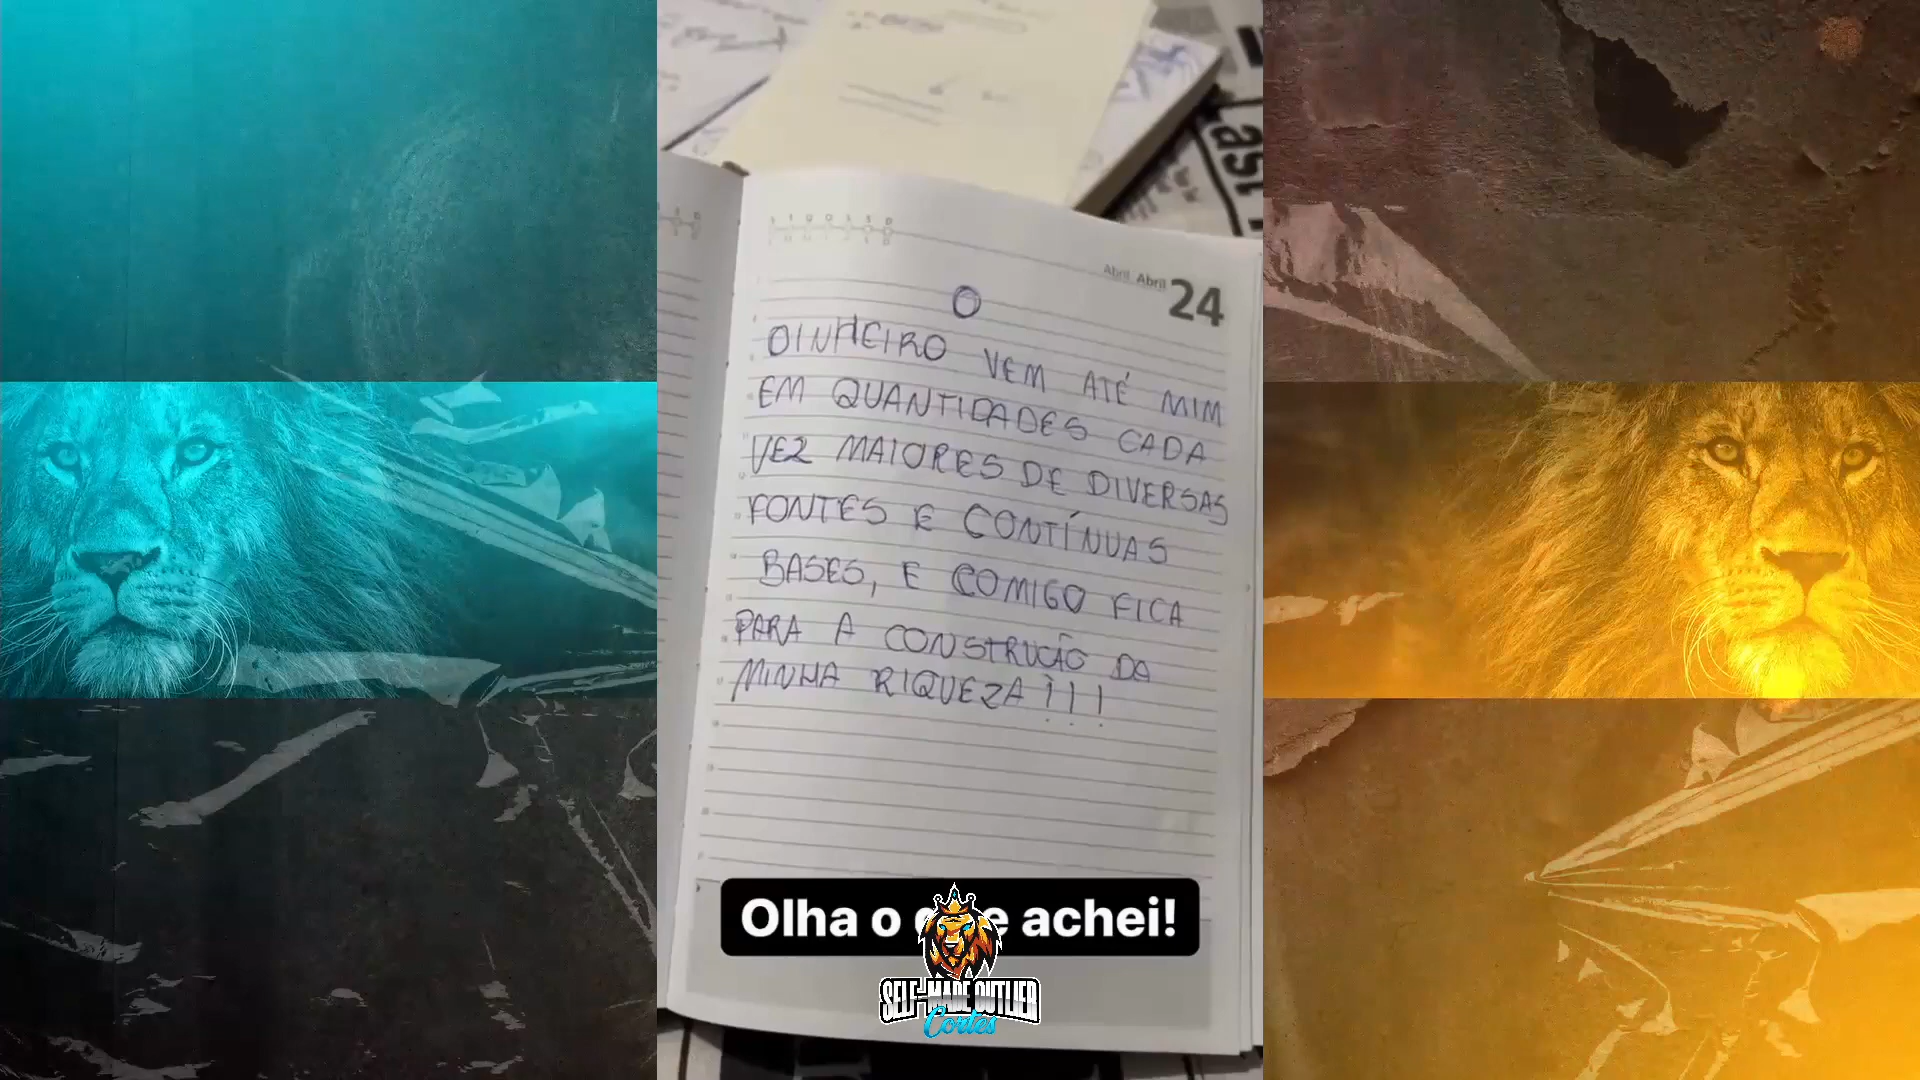 Abril. Abril 24
O
DINHEIRO VEM ATÉ MIM
EM QUANTIDADES CADA
VEZ MAIORES DE DIVERSAS
FONTES E CONTÍNUAS
BASES, E COMIGO FICA
PARA A CONSTRUCÃO DA
MINHA RIQUEZA!!!
Olha o que achei!
SELF-MADE OUTLIER
Cortes